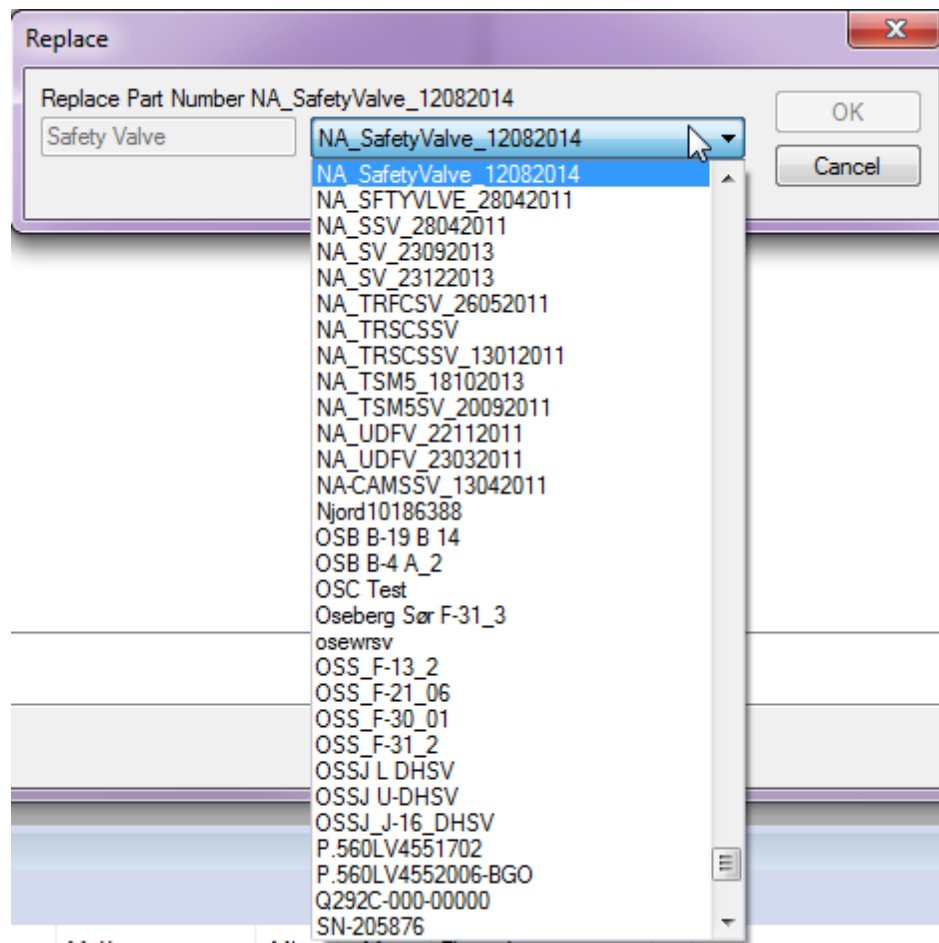 Replace
Replace Part Number NA_SafetyValve_12082014
Safety Valve
NA_SafetyValve_12082014
OK
Cancel
NA_SafetyValve_12082014
NA_SFTYVLVE_28042011
NA_SSV_28042011
NA_SV_23092013
NA_SV_23122013
NA_TRFCSV_26052011
NA_TRSCSSV
NA_TRSCSSV_13012011
NA_TSM5_18102013
NA_TSM5SV_20092011
NA_UDFV_22112011
NA_UDFV_23032011
NA-CAMSSV_13042011
Njord10186388
OSB B-19 B 14
OSB B-4 A_2
OSC Test
Oseberg Sør F-31_3
osewrsv
OSS_F-13_2
OSS_F-21_06
OSS_F-30_01
OSS_F-31_2
OSSJ L DHSV
OSSJ U-DHSV
OSSJ_J-16_DHSV
P.560LV4551702
P.560LV4552006-BGO
Q292C-000-00000
SN-205876